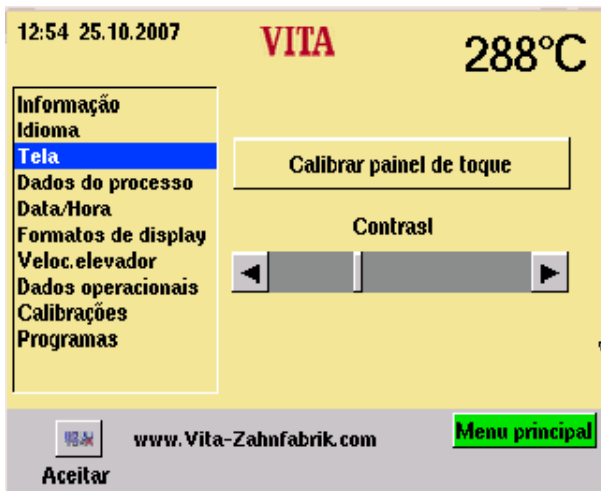 12:54 25.10.2007
VITA
288°C
Informação
Idioma
Tela
Dados do processo
Data/Hora
Formatos de display
Veloc.elevador
Dados operacionais
Calibrações
Programas
Calibrar painel de toque
Contrast
www.Vita-Zahnfabrik.com
Menu principal
Aceitar